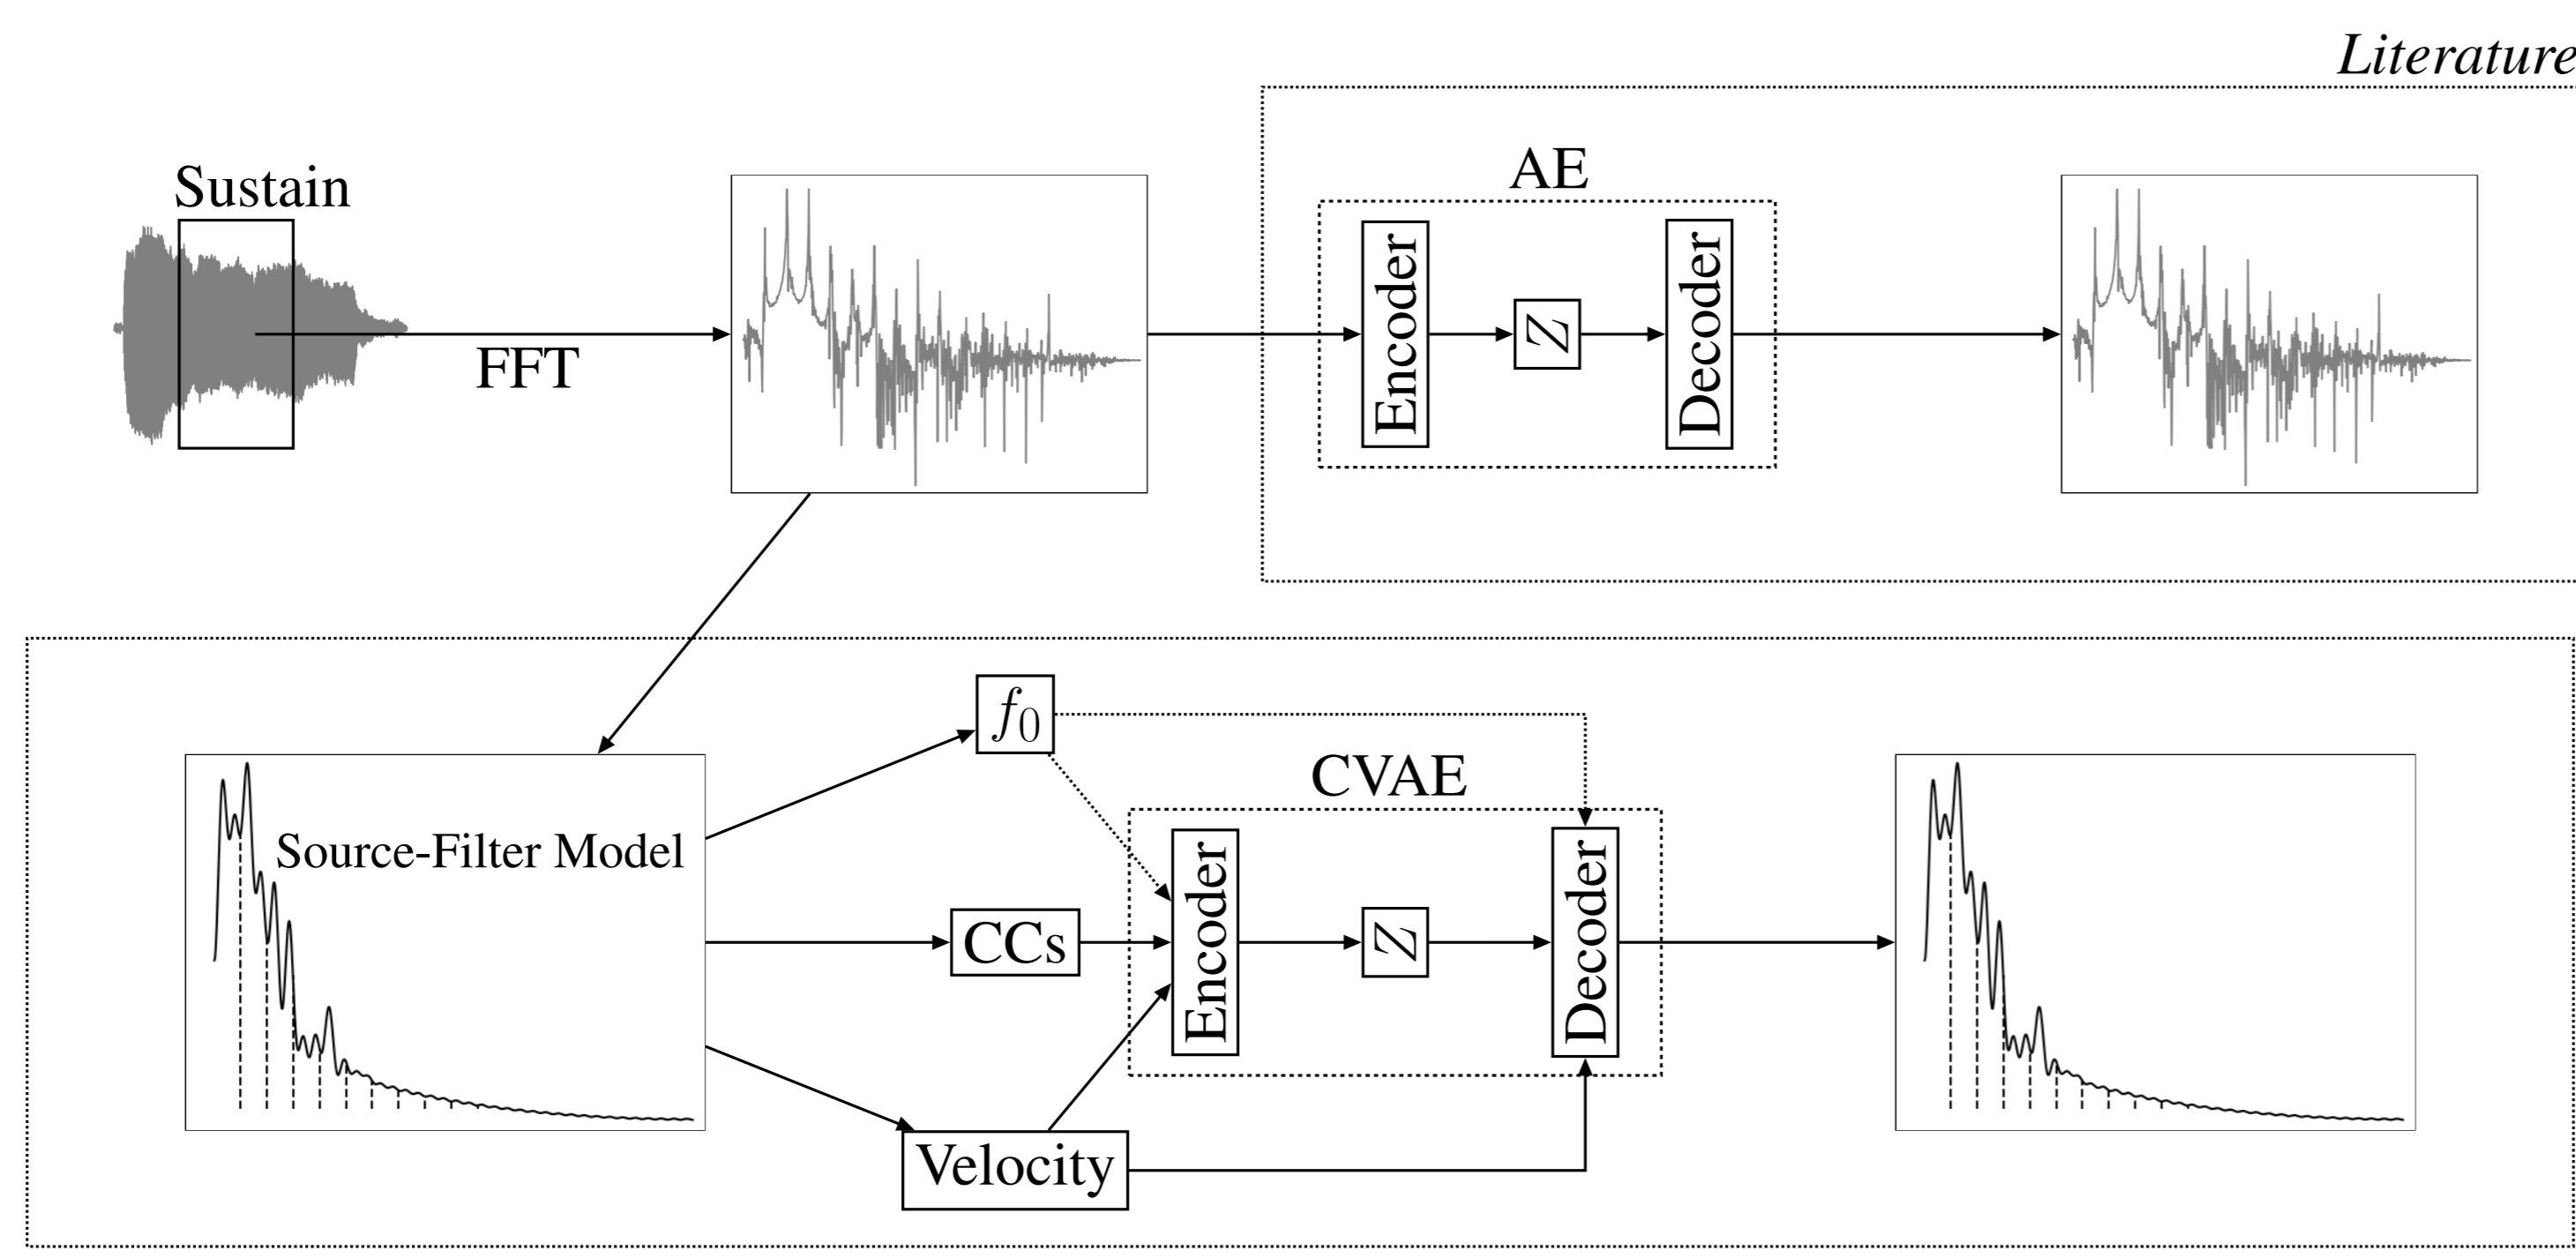 Literature
Sustain
FFT
AE
Encoder
Z
Decoder
f₀
CVAE
Source-Filter Model
CCs
Encoder
Z
Decoder
Velocity